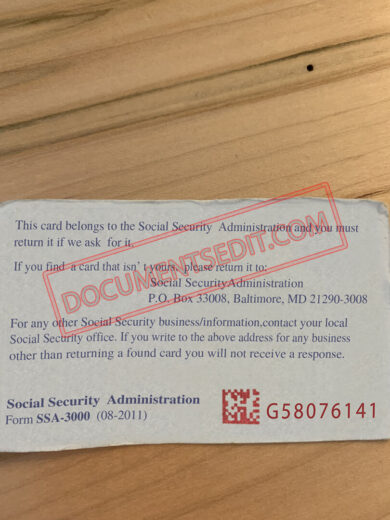 This card belongs to the Social Security Administration and you must
return it if we ask for it.
If you find a card that isn't yours, please return it to:
Social Security Administration
P.O. Box 33008, Baltimore, MD 21290-3008
For any other Social Security business/information,contact your local
Social Security office. If you write to the above address for any business
other than returning a found card you will not receive a response.
Social Security Administration
Form SSA-3000 (08-2011)
G58076141
DOCUMENTSEDIT.COM